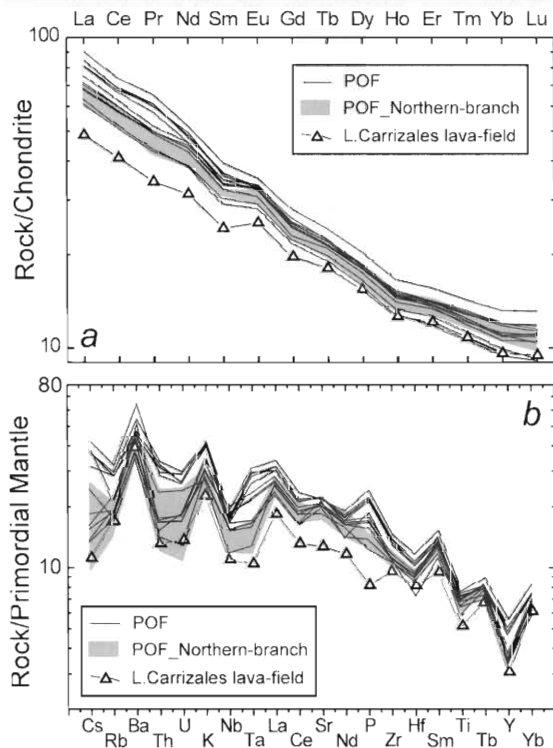 La Ce Pr Nd Sm Eu Gd Tb Dy Ho Er Tm Yb Lu
100
Rock/Chondrite
POF
POF_Northern-branch
L.Carrizales lava-field
a
10
80
b
Rock/Primordial Mantle
10
POF
POF_Northern-branch
L.Carrizales lava-field
Cs Ba U Nb La Sr P Hf Ti Y
Rb Th K Ta Ce Nd Zr Sm Tb Yb